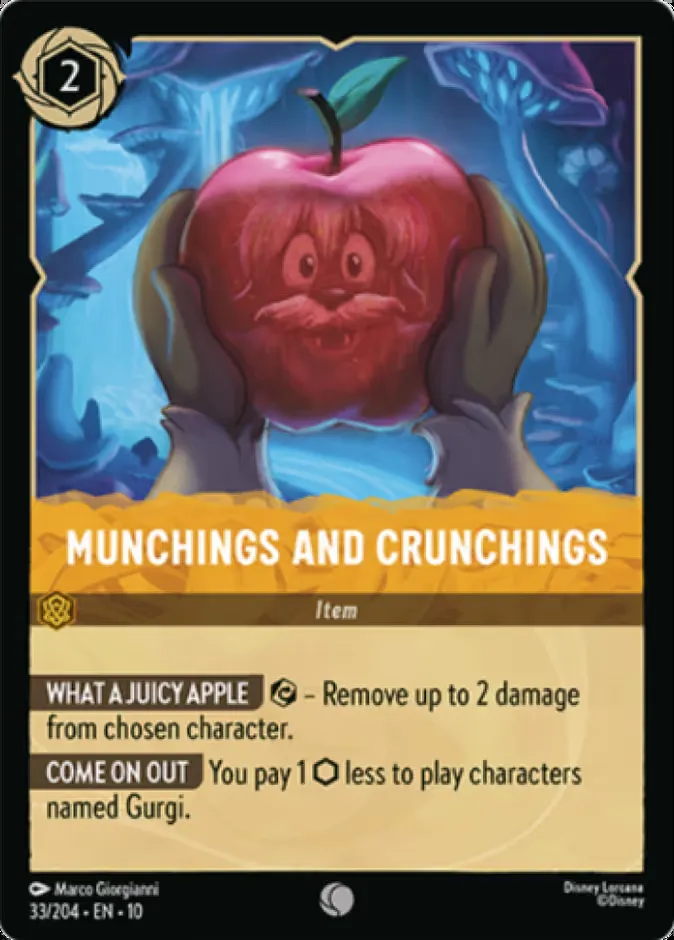 2
MUNCHINGS AND CRUNCHINGS
Item
WHAT A JUICY APPLE – Remove up to 2 damage
from chosen character.
COME ON OUT You pay 1 less to play characters
named Gurgi.
Marco Giorgianni
33/204 • EN • 10
Disney Lorcana
©Disney